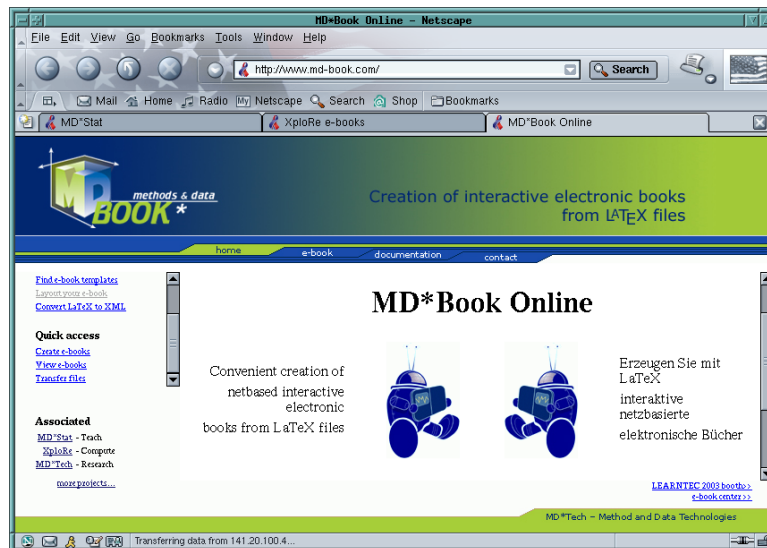 MD*Book Online - Netscape
File Edit View Go Bookmarks Tools Window Help
http://www.md-book.com/
Search
Mail Home Radio My Netscape Search Shop Bookmarks
MD*Stat XploRe e-books MD*Book Online
MD
BOOK*
methods & data
Creation of interactive electronic books
from LATEX files
home e-book documentation contact
Find e-book templates
Layout your e-book
Convert LaTeX to XML
Quick access
Create e-books
View e-books
Transfer files
Associated
MD*Stat - Teach
XploRe - Compute
MD*Tech - Research
more projects...
MD*Book Online
Convenient creation of
netbased interactive
electronic
books from LaTeX files
Erzeugen Sie mit
LaTeX
interaktive
netzbasierte
elektronische Bücher
LEARNTEC 2003 booth>>
e-book center>>
MD*Tech - Method and Data Technologies
Transferring data from 141.20.100.4...